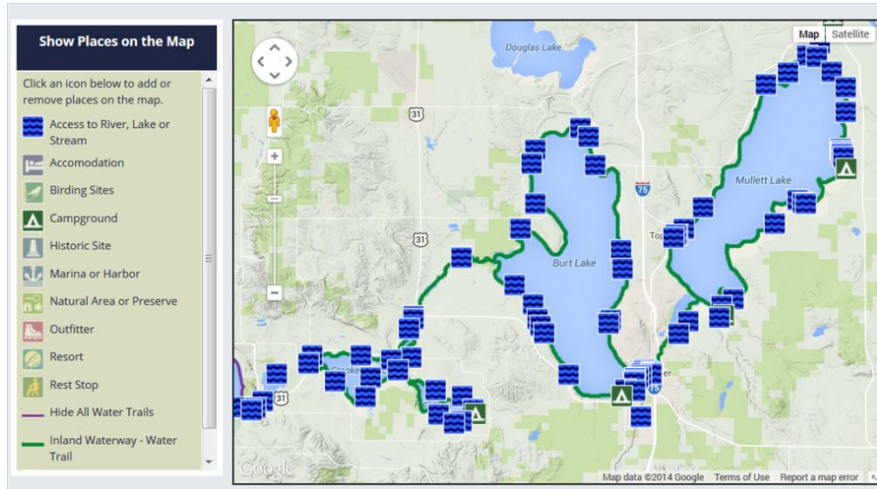 Show Places on the Map
Click an icon below to add or
remove places on the map.
Access to River, Lake or
Stream
Accomodation
Birding Sites
Campground
Historic Site
Marina or Harbor
Natural Area or Preserve
Outfitter
Resort
Rest Stop
Hide All Water Trails
Inland Waterway - Water
Trail
Map Satellite
Douglas Lake
31
75
Mullett Lake
31
Burt Lake
75
31
Google
Map data ©2014 Google Terms of Use Report a map error